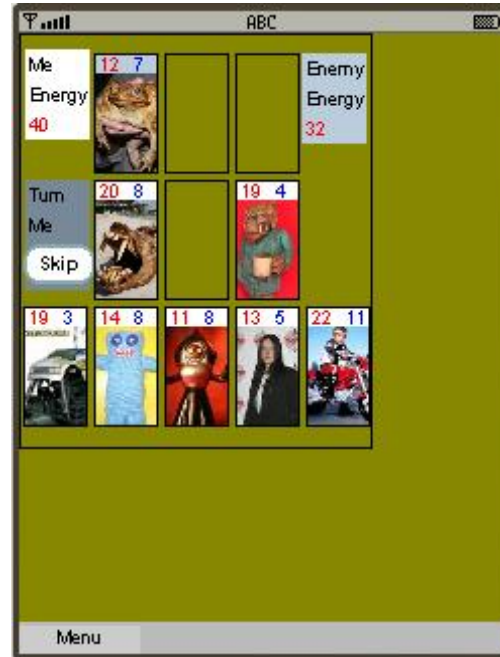 ABC
Me
Energy
40
12 7
Enemy
Energy
32
Turn
Me
Skip
20 8
19 4
19 3
14 8
11 8
13 5
22 11
Menu